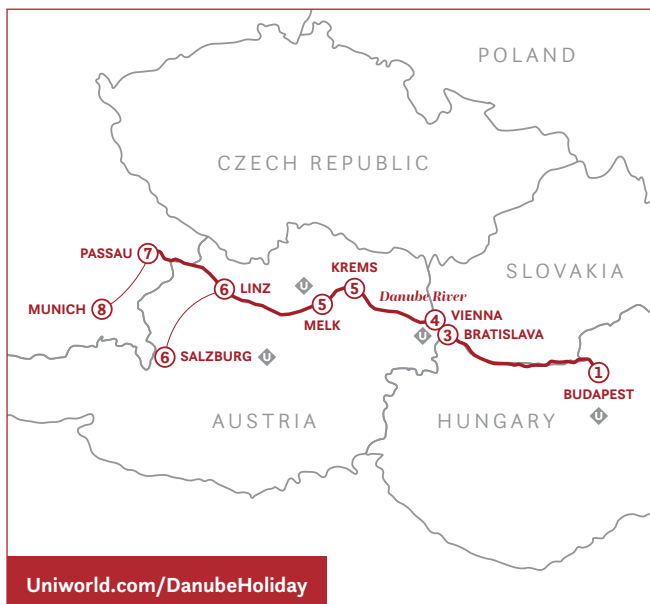 POLAND
CZECH REPUBLIC
SLOVAKIA
PASSAU 7
KREMS
5
6 LINZ
Danube River
MUNICH 8
5
MELK
4 VIENNA
3 BRATISLAVA
6 SALZBURG
1
BUDAPEST
AUSTRIA
HUNGARY
U
U
U
U
Uniworld.com/DanubeHoliday